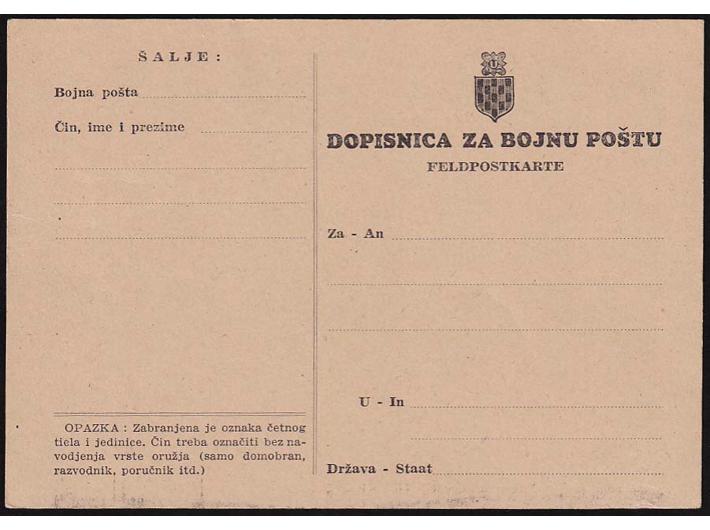 ŠALJE :
Bojna pošta
Čin, ime i prezime
OPAZKA : Zabranjena je oznaka četnog
tiela i jedinice. Čin treba označiti bez na-
vodjenja vrste oružja (samo domobran,
razvodnik, poručnik itd.)
U
DOPISNICA ZA BOJNU POŠTU
FELDPOSTKARTE
Za - An
U - In
Država - Staat